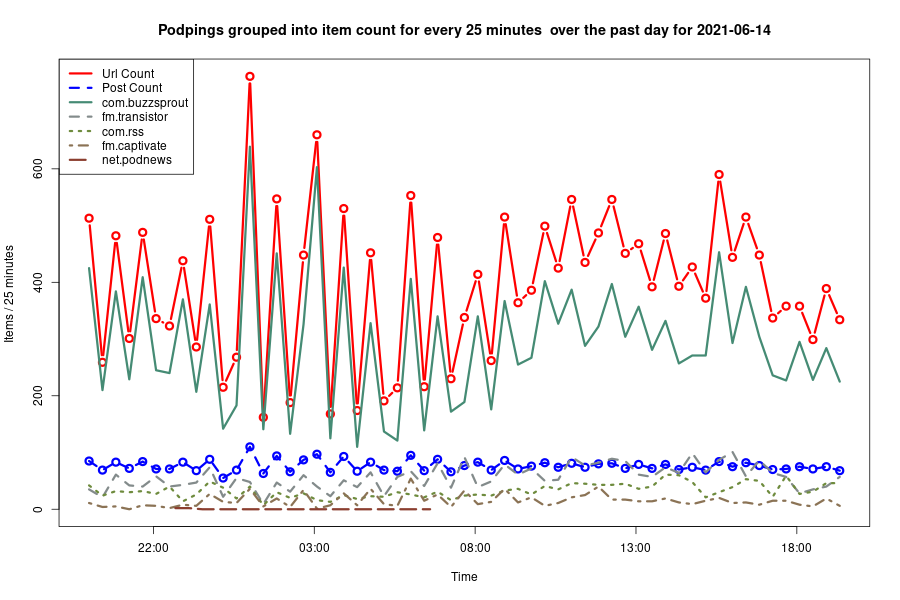 Podpings grouped into item count for every 25 minutes  over the past day for 2021-06-14
Url Count
Post Count
com.buzzsprout
fm.transistor
com.rss
fm.captivate
net.podnews
Items / 25 minutes
600
400
200
0
22:00
03:00
08:00
13:00
18:00
Time